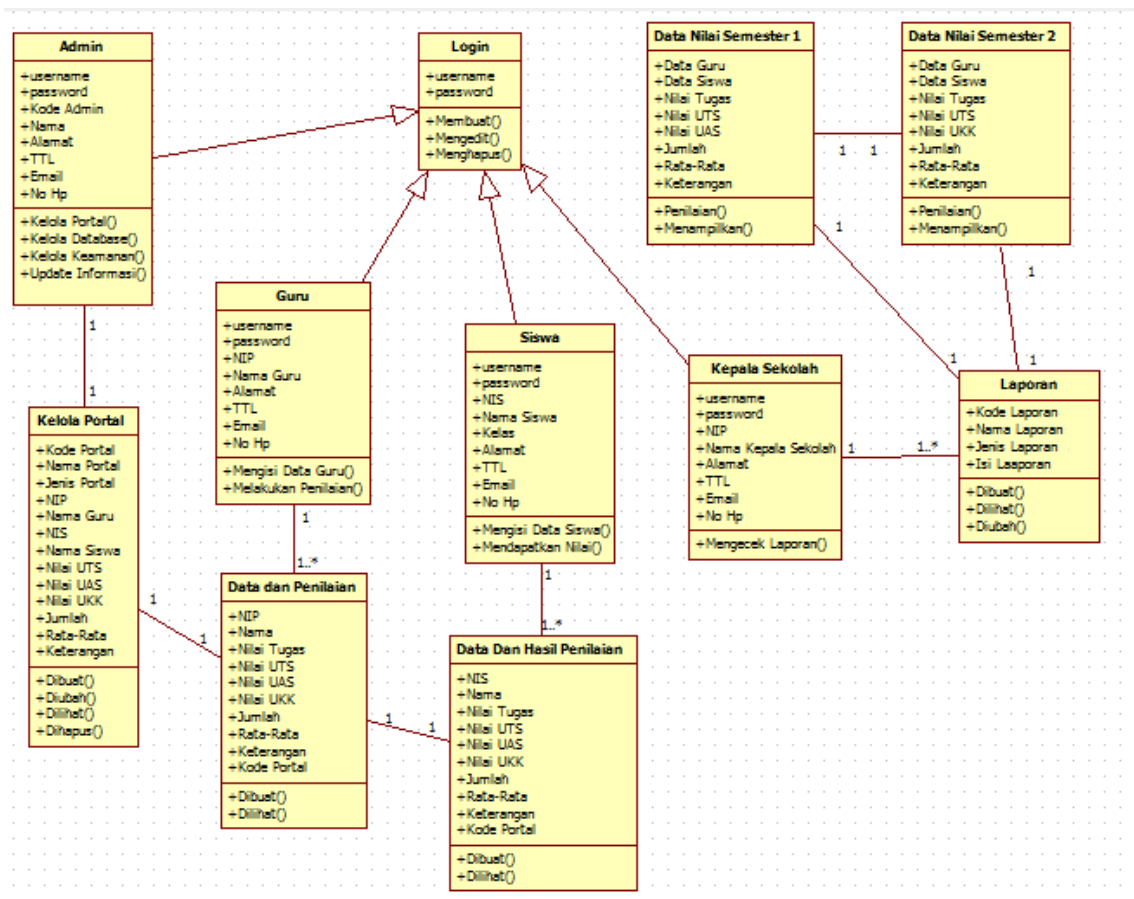 Admin
+username
+password
+Kode Admin
+Nama
+Alamat
+TTL
+Email
+No Hp
+Kelola Portal()
+Kelola Database()
+Kelola Keamanan()
+Update Informasi()
Login
+username
+password
+Membuat()
+Mengedit()
+Menghapus()
Data Nilai Semester 1
+Data Guru
+Data Siswa
+Nilai Tugas
+Nilai UTS
+Nilai UAS
+Jumlah
+Rata-Rata
+Keterangan
+Penilaian()
+Menampilkan()
1 1
Data Nilai Semester 2
+Data Guru
+Data Siswa
+Nilai Tugas
+Nilai UTS
+Nilai UKK
+Jumlah
+Rata-Rata
+Keterangan
+Penilaian()
+Menampilkan()
1
1
1
1
Guru
+username
+password
+NIP
+Nama Guru
+Alamat
+TTL
+Email
+No Hp
+Mengisi Data Guru()
+Melakukan Penilaian()
Siswa
+username
+password
+NIS
+Nama Siswa
+Kelas
+Alamat
+TTL
+Email
+No Hp
+Mengisi Data Siswa()
+Mendapatkan Nilai()
Kepala Sekolah
+username
+password
+NIP
+Nama Kepala Sekolah
+Alamat
+TTL
+Email
+No Hp
+Mengecek Laporan()
1 1..*
Laporan
+Kode Laporan
+Nama Laporan
+Jenis Laporan
+Isi Laaporan
+Dibuat()
+Dilihat()
+Diubah()
1
1
Kelola Portal
+Kode Portal
+Nama Portal
+Jenis Portal
+NIP
+Nama Guru
+NIS
+Nama Siswa
+Nilai UTS
+Nilai UAS
+Nilai UKK
+Jumlah
+Rata-Rata
+Keterangan
+Dibuat()
+Diubah()
+Dilihat()
+Dihapus()
1
1
1
1..*
Data dan Penilaian
+NIP
+Nama
+Nilai Tugas
+Nilai UTS
+Nilai UAS
+Nilai UKK
+Jumlah
+Rata-Rata
+Keterangan
+Kode Portal
+Dibuat()
+Dilihat()
1
1
1
1..*
Data Dan Hasil Penilaian
+NIS
+Nama
+Nilai Tugas
+Nilai UTS
+Nilai UAS
+Nilai UKK
+Jumlah
+Rata-Rata
+Keterangan
+Kode Portal
+Dibuat()
+Dilihat()